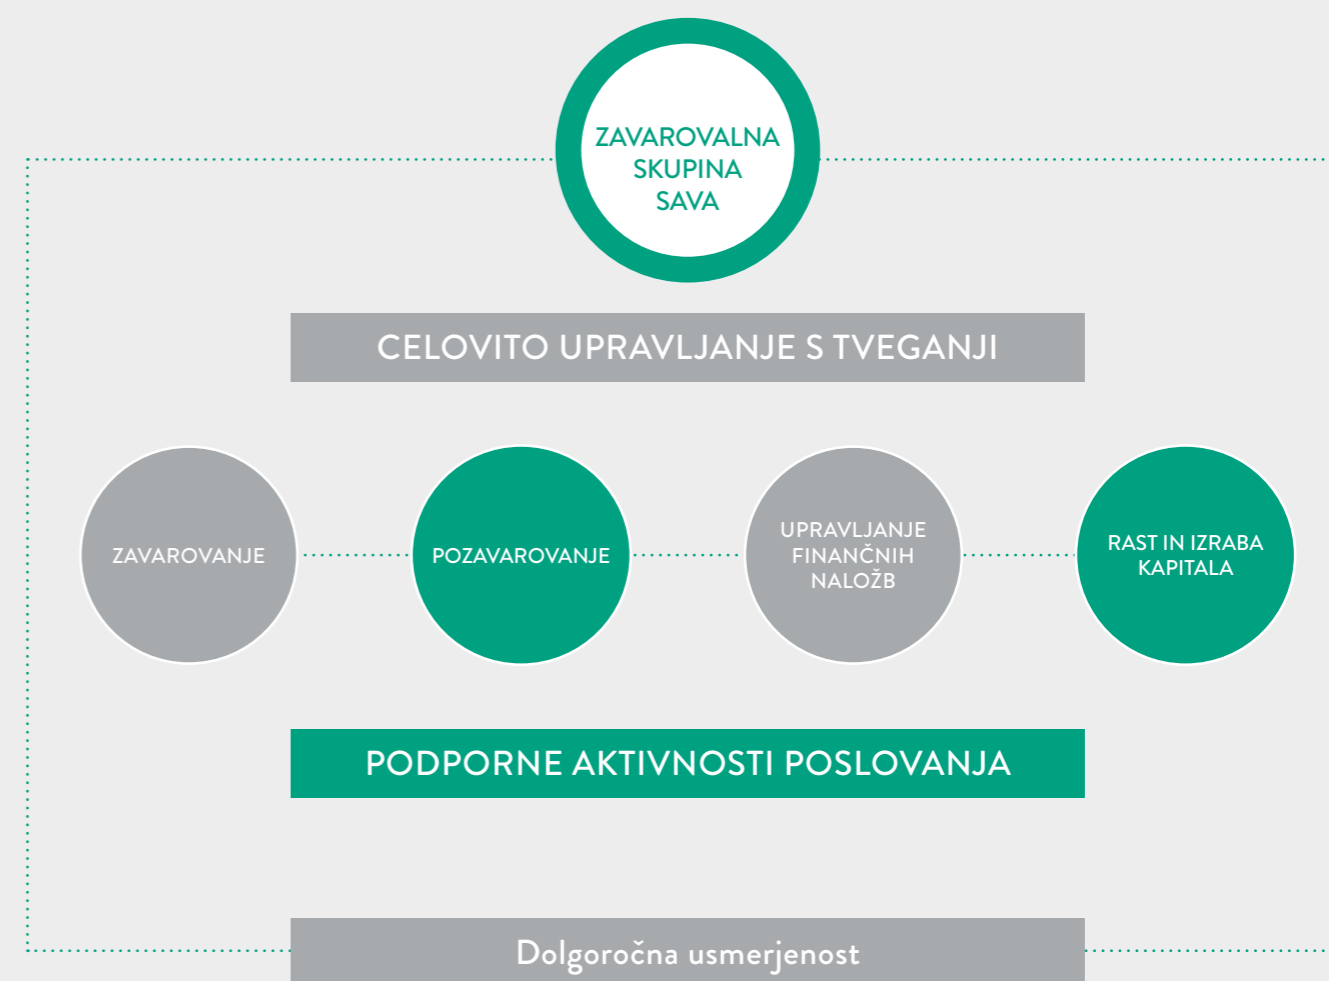 ZAVAROVALNA
SKUPINA
SAVA
CELOVITO UPRAVLJANJE S TVEGANJI
ZAVAROVANJE
POZAVAROVANJE
UPRAVLJANJE
FINANČNIH
NALOŽB
RAST IN IZRABA
KAPITALA
PODPORNE AKTIVNOSTI POSLOVANJA
Dolgoročna usmerjenost